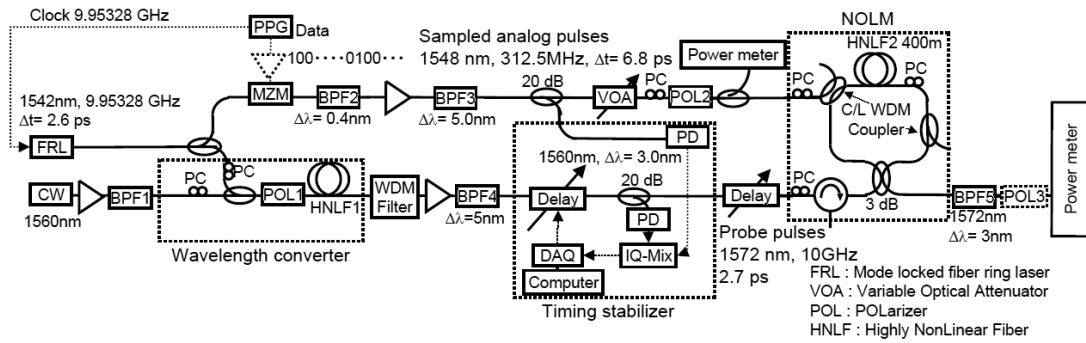 Clock 9.95328 GHz
PPG
Data
100 ---- 0100 ---
Sampled analog pulses
1548 nm, 312.5MHz, Δt= 6.8 ps
Power meter
NOLM
HNLF2 400m
PC
PC
C/L WDM
Coupler
1542nm, 9.95328 GHz
Δt= 2.6 ps
FRL
MZM
BPF2
Δλ= 0.4nm
BPF3
Δλ= 5.0nm
20 dB
VOA
PC
POL2
PD
CW
1560nm
BPF1
PC
PC
POL1
HNLF1
Wavelength converter
WDM
Filter
BPF4
Δλ=5nm
1560nm, Δλ= 3.0nm
Delay
20 dB
PD
DAQ
IQ-Mix
Computer
Timing stabilizer
Delay
Probe pulses
1572 nm, 10GHz
2.7 ps
PC
3 dB
BPF5
1572nm
Δλ= 3nm
POL3
Power meter
FRL : Mode locked fiber ring laser
VOA : Variable Optical Attenuator
POL : POLarizer
HNLF : Highly NonLinear Fiber